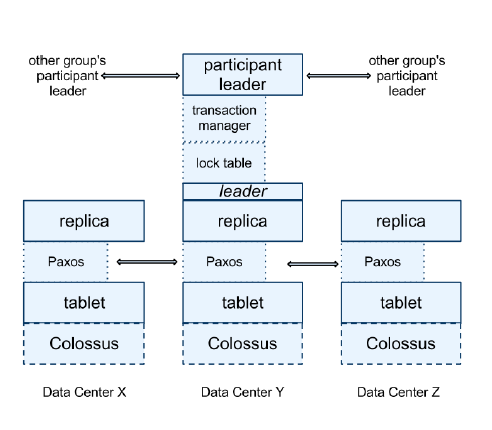 other group's
participant
leader
participant
leader
other group's
participant
leader
transaction
manager
lock table
leader
replica
replica
replica
Paxos
Paxos
Paxos
tablet
tablet
tablet
Colossus
Colossus
Colossus
Data Center X
Data Center Y
Data Center Z